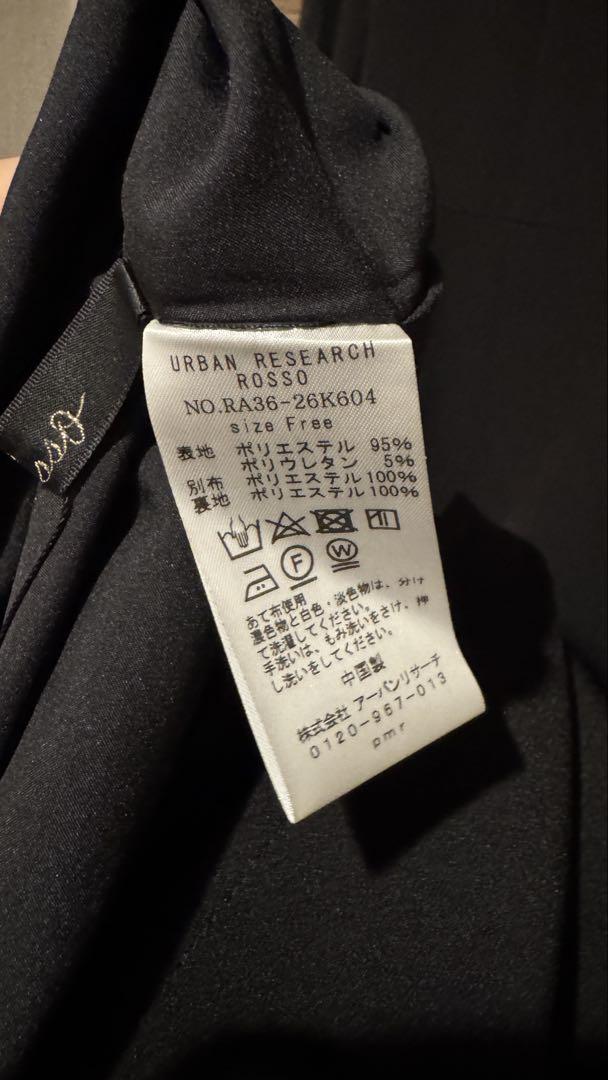 URBAN RESEARCH
ROSSO
NO.RA36-26K604
size Free
表地 ポリエステル 95%
ポリウレタン 5%
別布 ポリエステル 100%
裏地 ポリエステル 100%
F
W
あて布使用
濃色物と白色・淡色物は、分け
て洗濯してください。
手洗いは、もみ洗いをさけ、押
し洗いをしてください。
中国製
株式会社 アーバンリサーチ
0120-967-013
pmr